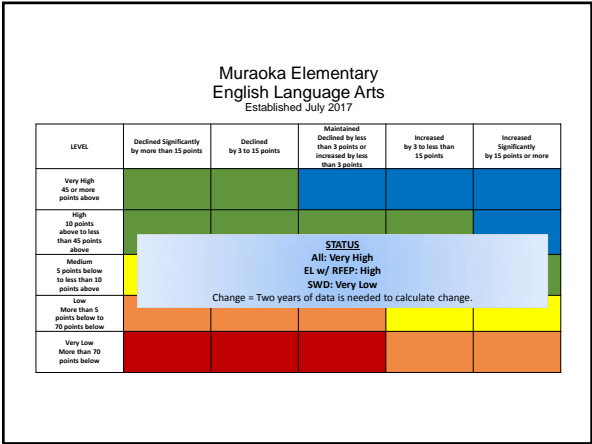 Muraoka Elementary
English Language Arts
Established July 2017
LEVEL
Declined Significantly
by more than 15 points
Declined
by 3 to 15 points
Maintained
Declined by less
than 3 points or
increased by less
than 3 points
Increased
by 3 to less than
15 points
Increased
Significantly
by 15 points or more
Very High
45 or more
points above
High
10 points
above to less
than 45 points
above
Medium
5 points below
to less than 10
points above
Low
More than 5
points below to
70 points below
Very Low
More than 70
points below
STATUS
All: Very High
EL w/ RFEP: High
SWD: Very Low
Change = Two years of data is needed to calculate change.